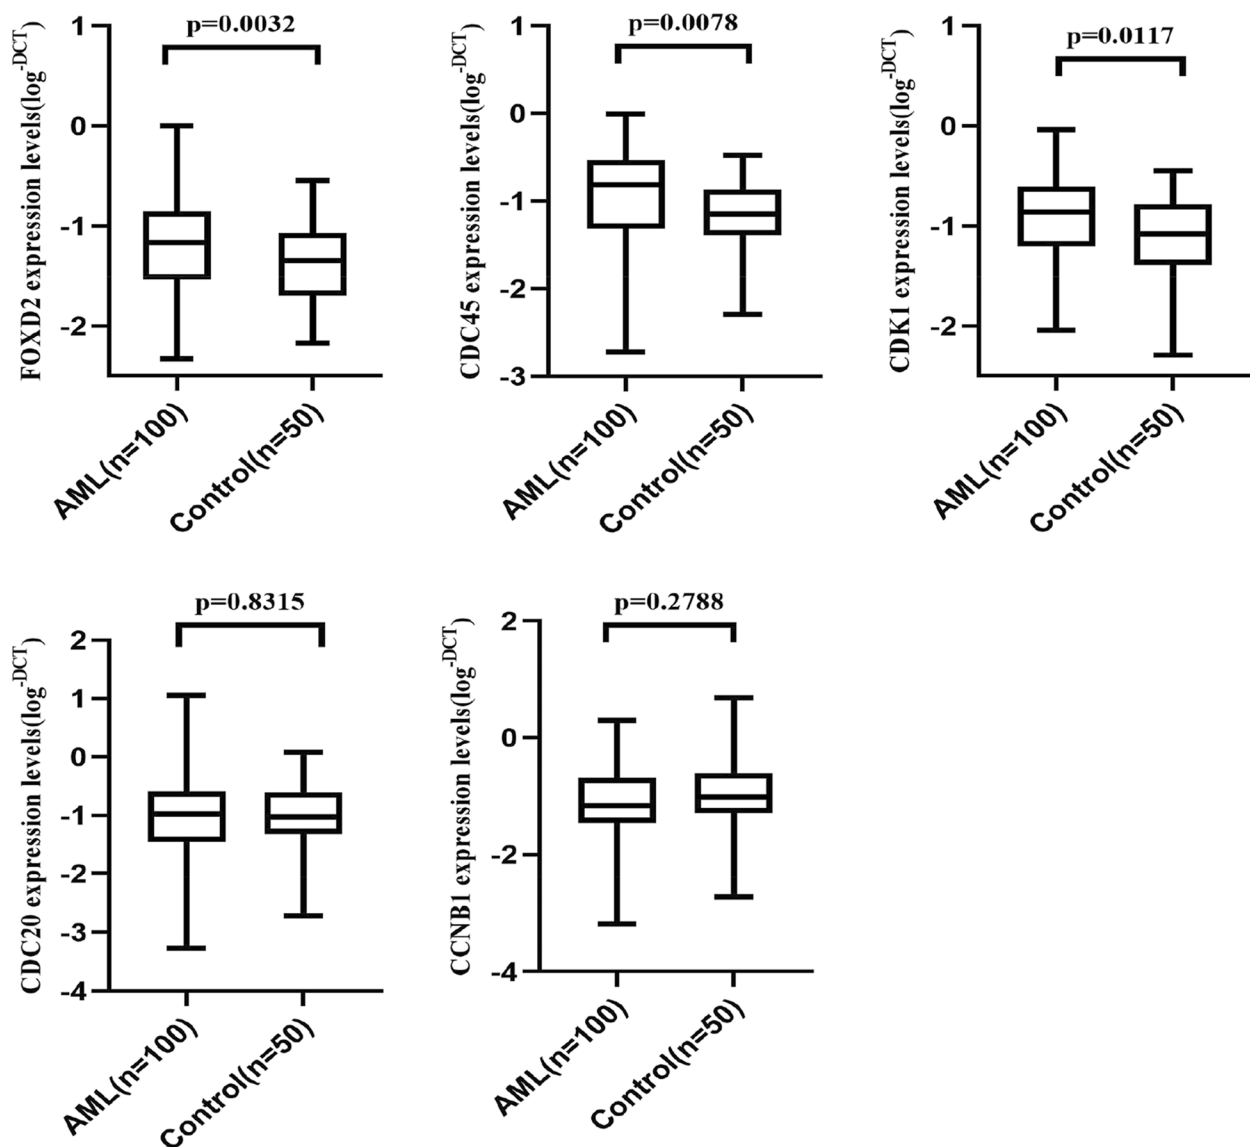 FOXD2 expression levels(log-DCT)
1
0
-1
-2
p=0.0032
AML(n=100)
Control(n=50)
CDC45 expression levels(log-DCT)
1
0
-1
-2
-3
p=0.0078
AML(n=100)
Control(n=50)
CDK1 expression levels(log-DCT)
1
0
-1
-2
p=0.0117
AML(n=100)
Control(n=50)
CDC20 expression levels(log-DCT)
2
1
0
-1
-2
-3
-4
p=0.8315
AML(n=100)
Control(n=50)
CCNB1 expression levels(log-DCT)
2
0
-2
-4
p=0.2788
AML(n=100)
Control(n=50)